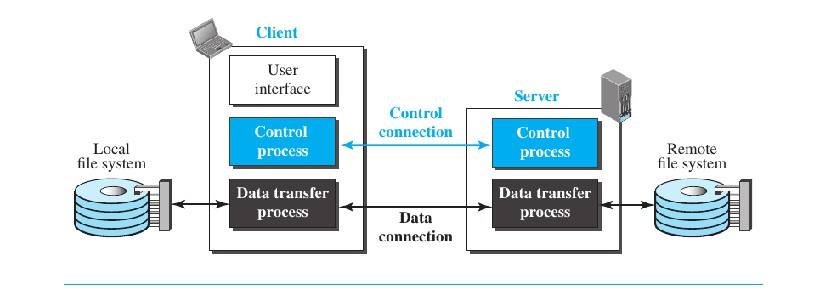 Client
User
interface
Control
connection
Server
Control
process
Control
process
Local
file system
Remote
file system
Data transfer
process
Data transfer
process
Data
connection